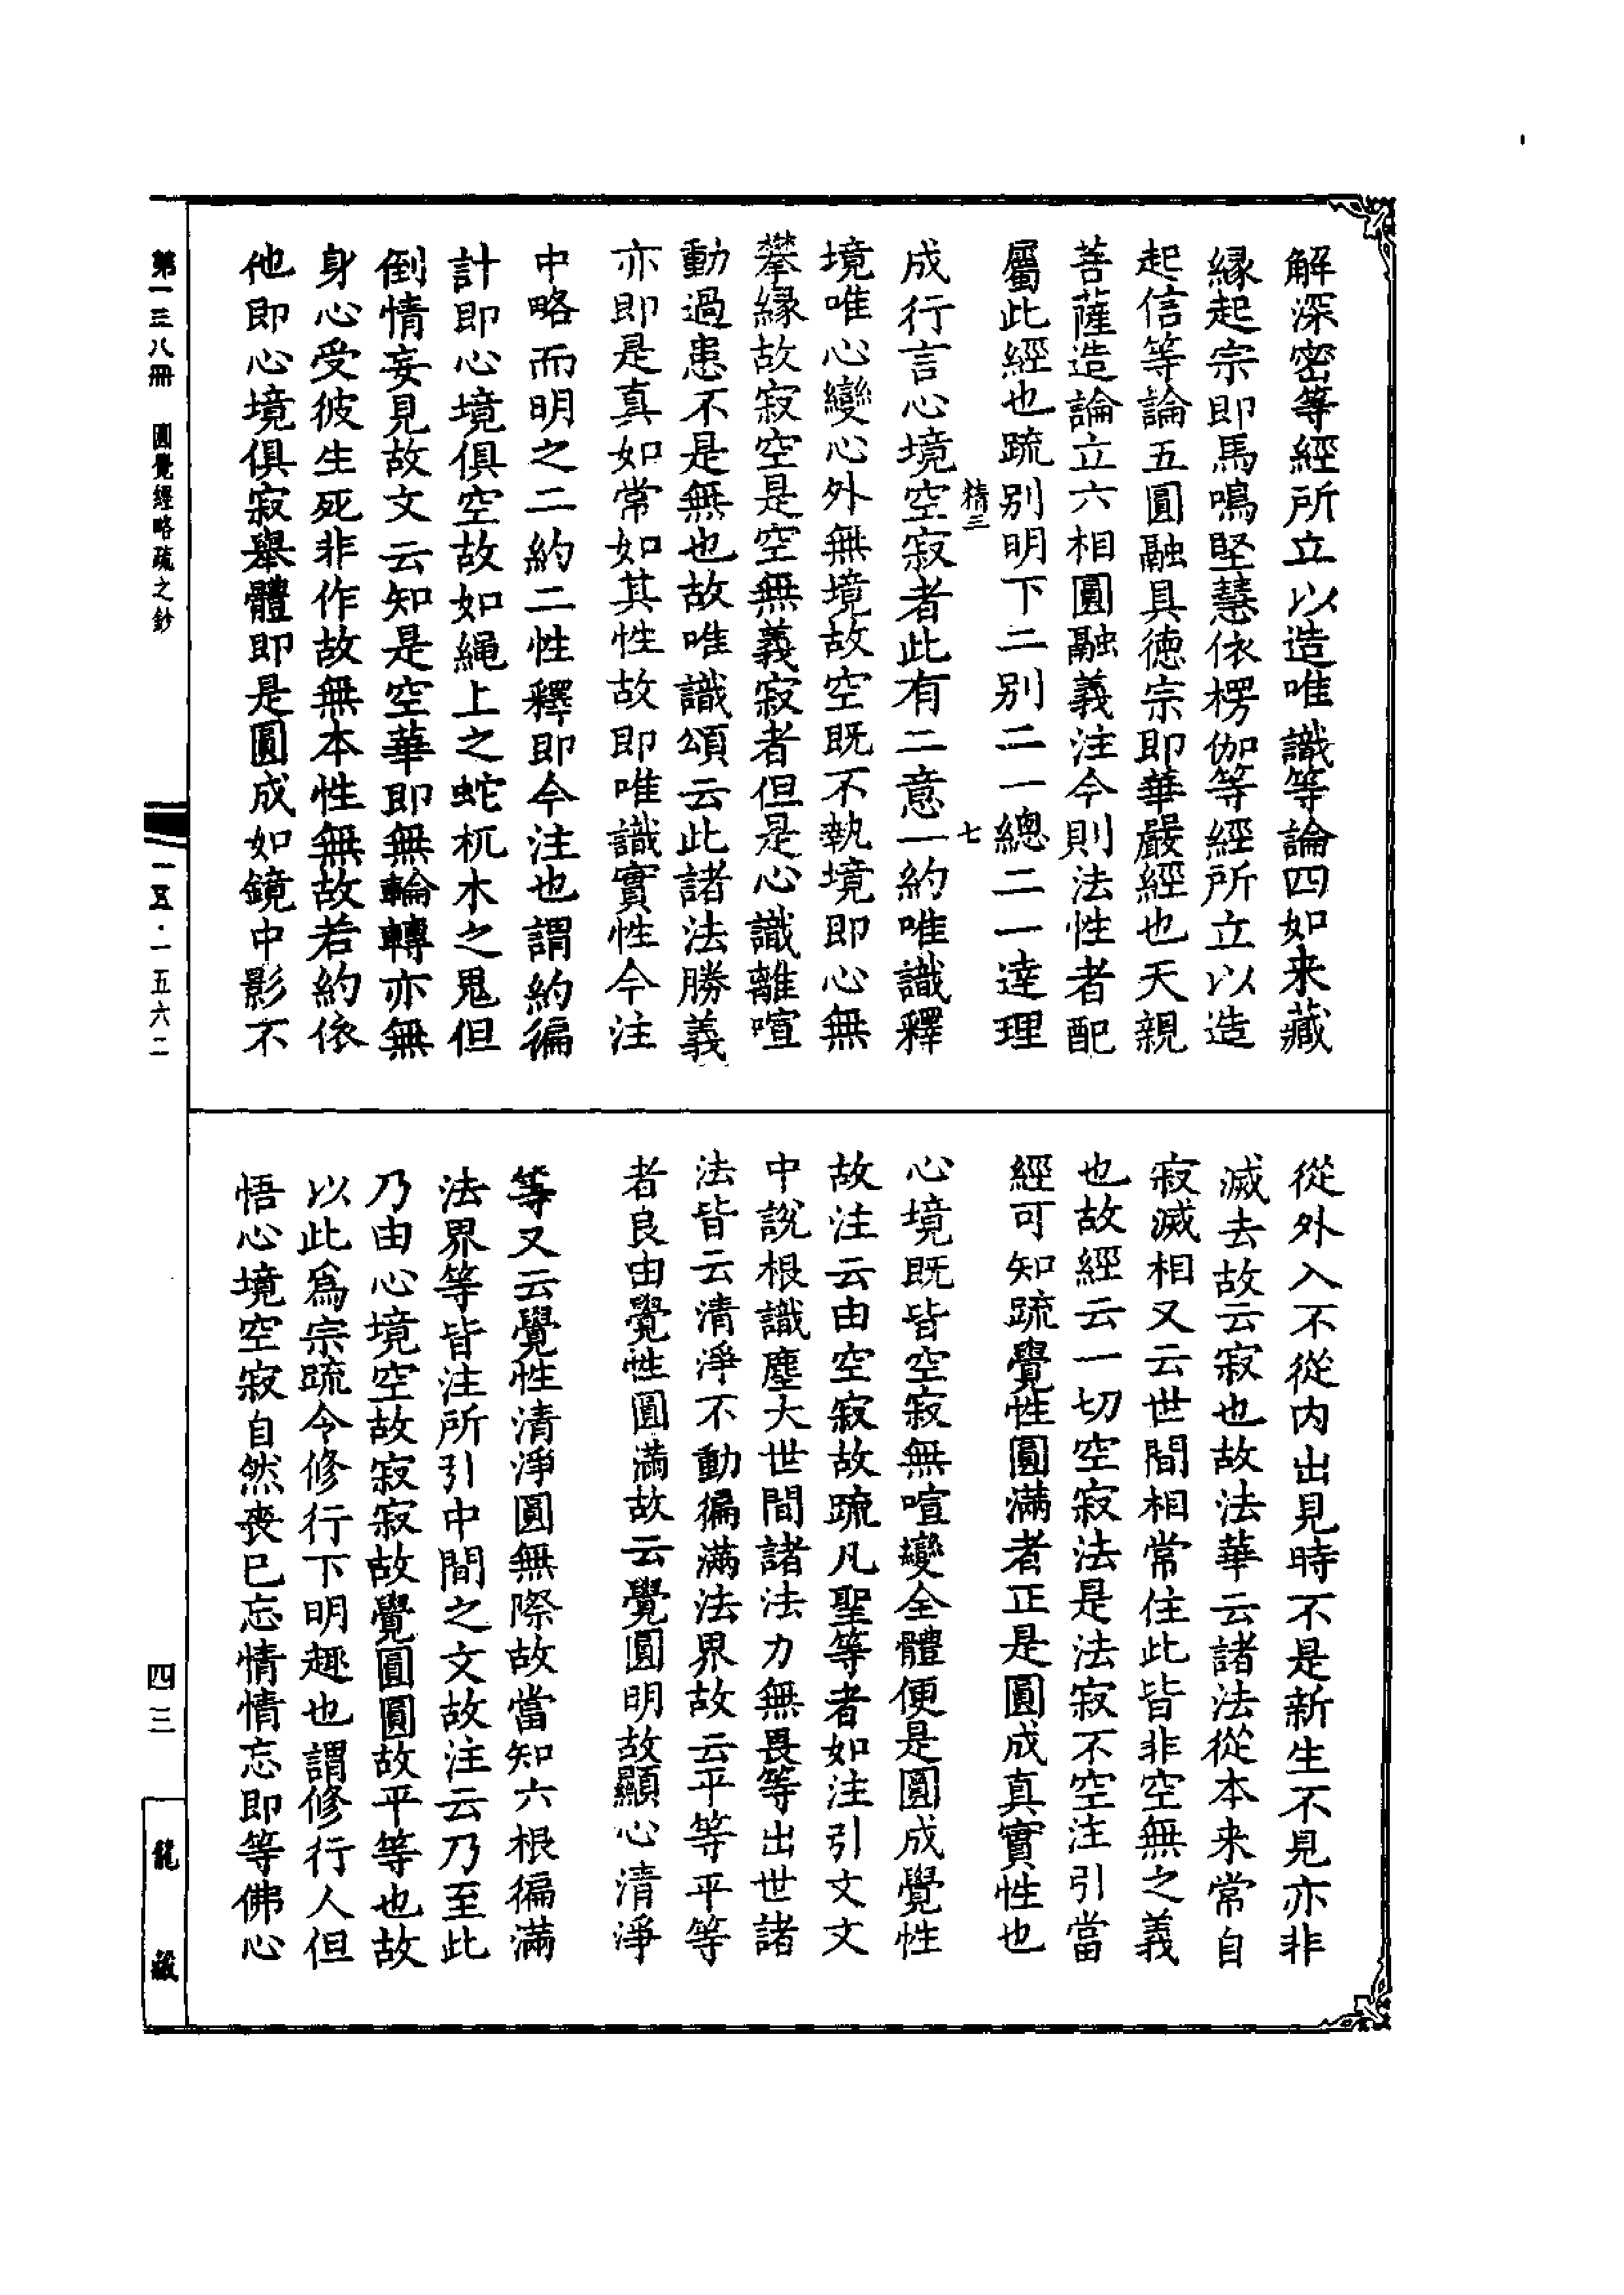 解深密等經所立以造唯識等論四如来藏
縁起宗即馬鳴堅慧依楞伽等經所立以造
起信等論五圓融具徳宗即華嚴經也天親
菩薩造論立六相圓融義注今則法性者配
屬此經也䟽别明下二别二一總二一達理
精三
七
成行言心境空寂者此有二意一約唯識釋
境唯心變心外無境故空既不執境即心無
攀縁故寂空是空無義寂者但是心識離喧
動過患不是無也故唯識頌云此諸法勝義
亦即是真如常如其性故即唯識實性今注
中略而明之二約二性釋即今注也謂約徧
計即心境俱空故如繩上之蛇杌木之鬼但
倒情妄見故文云知是空華即無輪轉亦無
身心受彼生死非作故無本性無故若約依
他即心境俱寂舉體即是圓成如鏡中影不
從外入不從内出見時不是新生不見亦非
滅去故云寂也故法華云諸法從本来常自
寂滅相又云世間相常住此皆非空無之義
也故經云一切空寂法是法寂不空注引當
經可知䟽覺性圓滿者正是圓成真實性也
心境既皆空寂無喧變全體便是圓成覺性
故注云由空寂故䟽凡聖等者如注引文文
中説根識塵大世間諸法力無畏等出世諸
法皆云清淨不動徧滿法界故云平等平等
者良由覺性圓滿故云覺圓明故顯心清淨
等又云覺性清淨圓無際故當知六根徧滿
法界等皆注所引中間之文故注云乃至此
乃由心境空故寂寂故覺圓圓故平等也故
以此為宗䟽令修行下明趣也謂修行人但
悟心境空寂自然喪已忘情情忘即等佛心
第一三八冊　圓覺經略疏之鈔
一五·一五六二
四三
龍藏